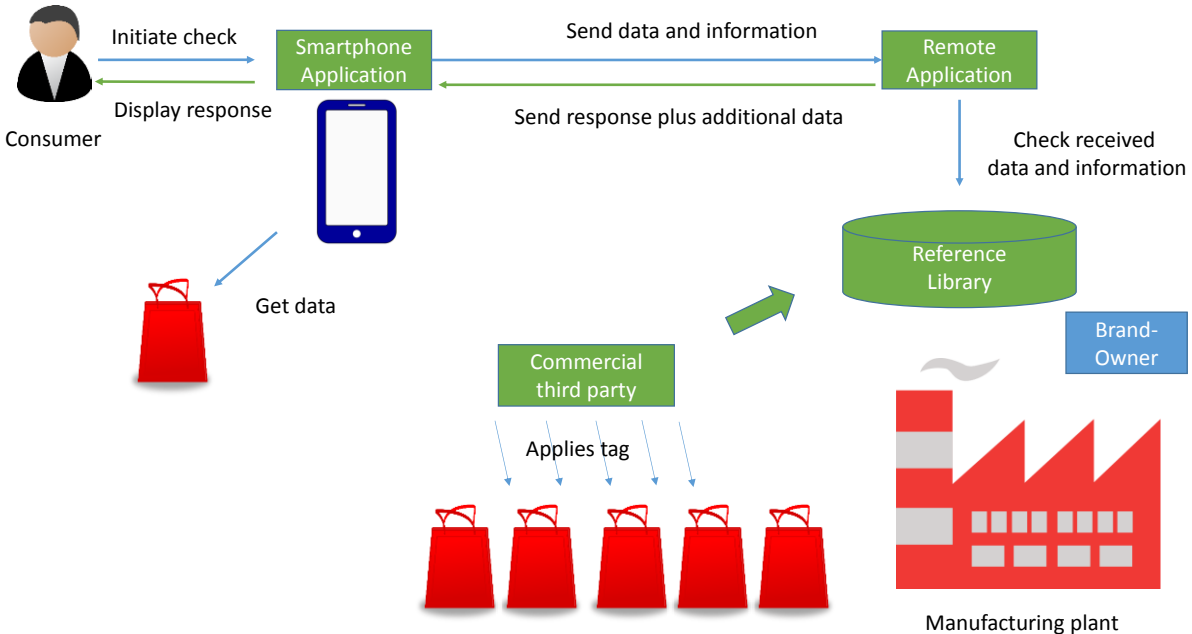 Initiate check
Smartphone
Application
Send data and information
Remote
Application
Display response
Send response plus additional data
Consumer
Check received
data and information
Reference
Library
Get data
Brand-
Owner
Commercial
third party
Applies tag
Manufacturing plant